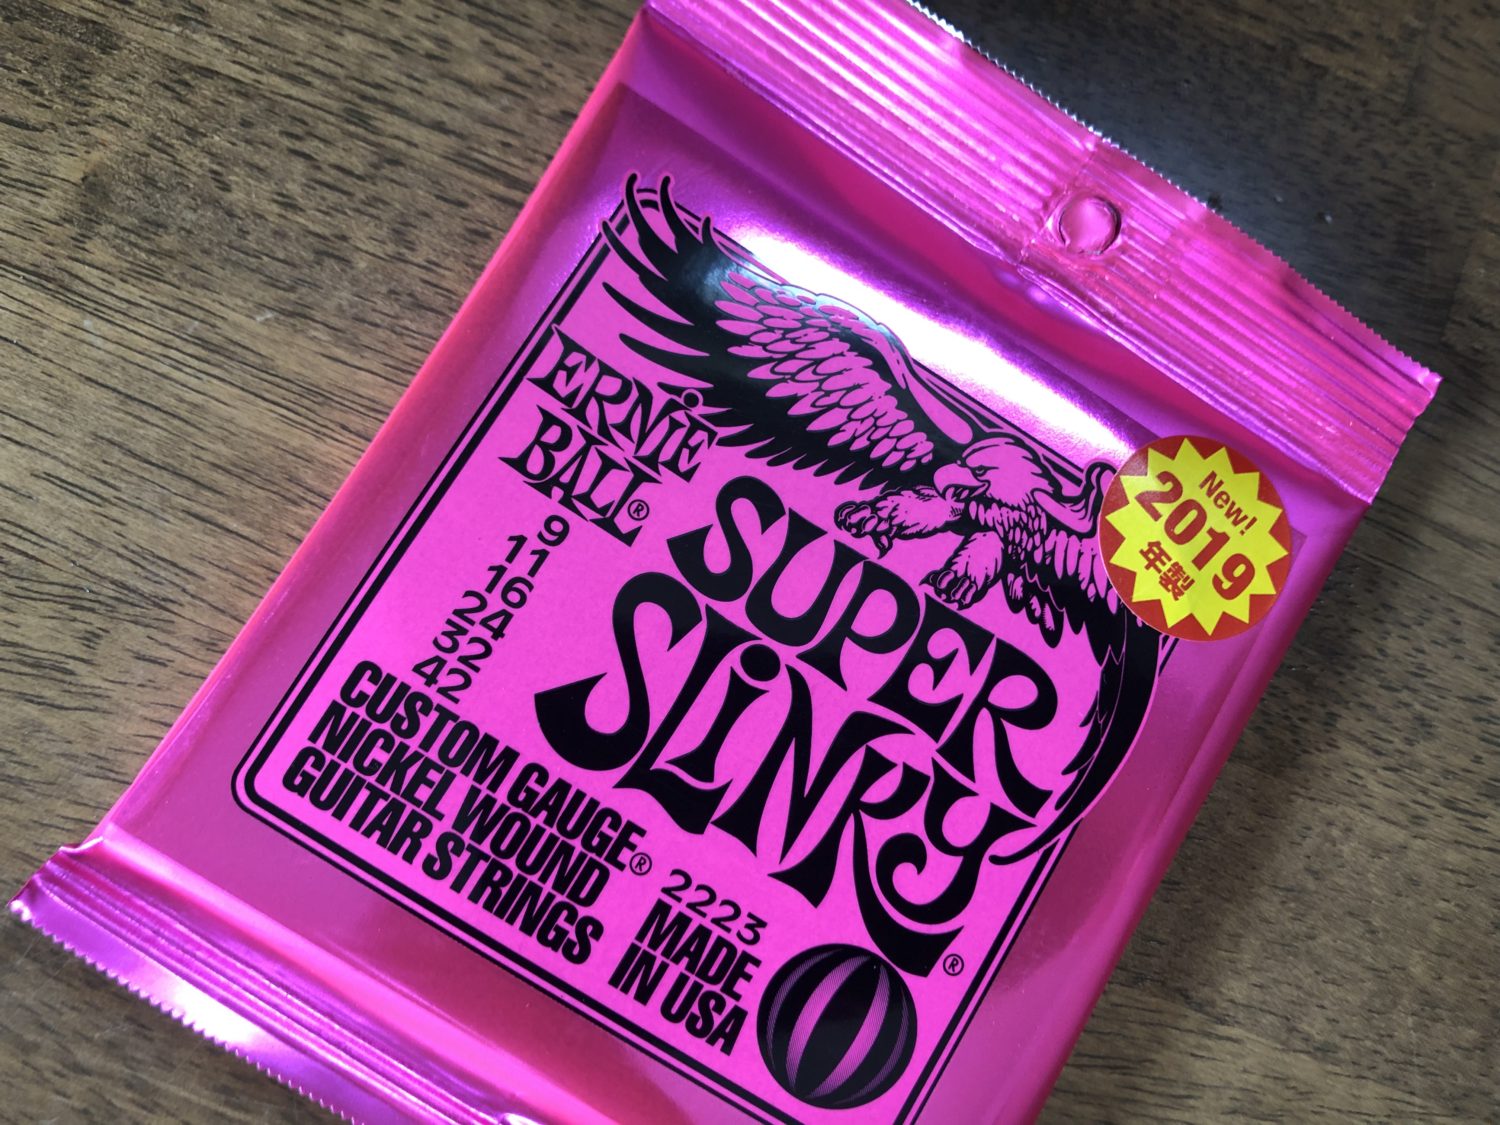 ERNIE
BALL®
9
11
16
24
32
42
SUPER
SLINKY®
New!
2019
年製
CUSTOM GAUGE®
NICKEL WOUND
GUITAR STRINGS
2223
MADE
IN USA